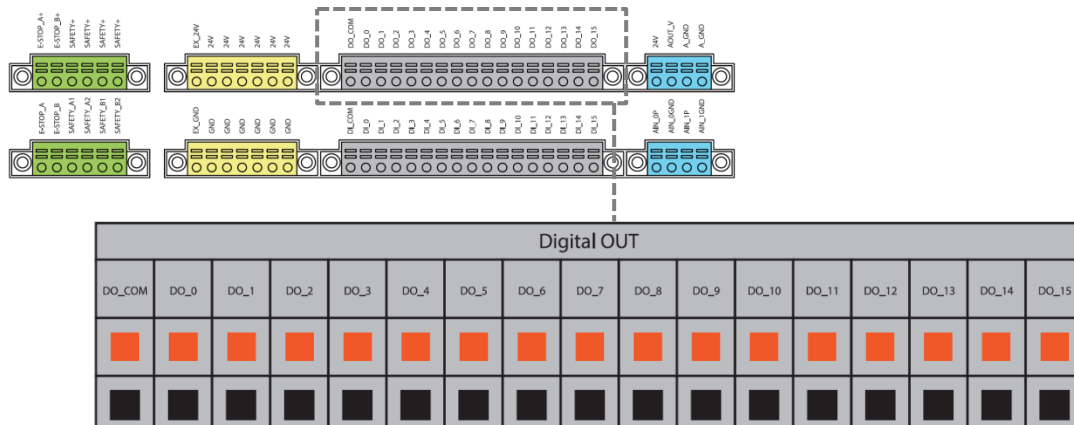 E-STOP_A+ E-STOP_B+ SAFETY+ SAFETY+ SAFETY+ SAFETY+ EX_24V 24V 24V 24V 24V 24V 24V DO_COM DO_0 DO_1 DO_2 DO_3 DO_4 DO_5 DO_6 DO_7 DO_8 DO_9 DO_10 DO_11 DO_12 DO_13 DO_14 DO_15 24V AOUT_V A_GND A_GND
E-STOP_A E-STOP_B SAFETY_A1 SAFETY_A2 SAFETY_B1 SAFETY_B2 EX_GND GND GND GND GND GND GND DI_COM DI_0 DI_1 DI_2 DI_3 DI_4 DI_5 DI_6 DI_7 DI_8 DI_9 DI_10 DI_11 DI_12 DI_13 DI_14 DI_15 AIN_0P AIN_0GND AIN_1P AIN_1GND
Digital OUT
DO_COM DO_0 DO_1 DO_2 DO_3 DO_4 DO_5 DO_6 DO_7 DO_8 DO_9 DO_10 DO_11 DO_12 DO_13 DO_14 DO_15